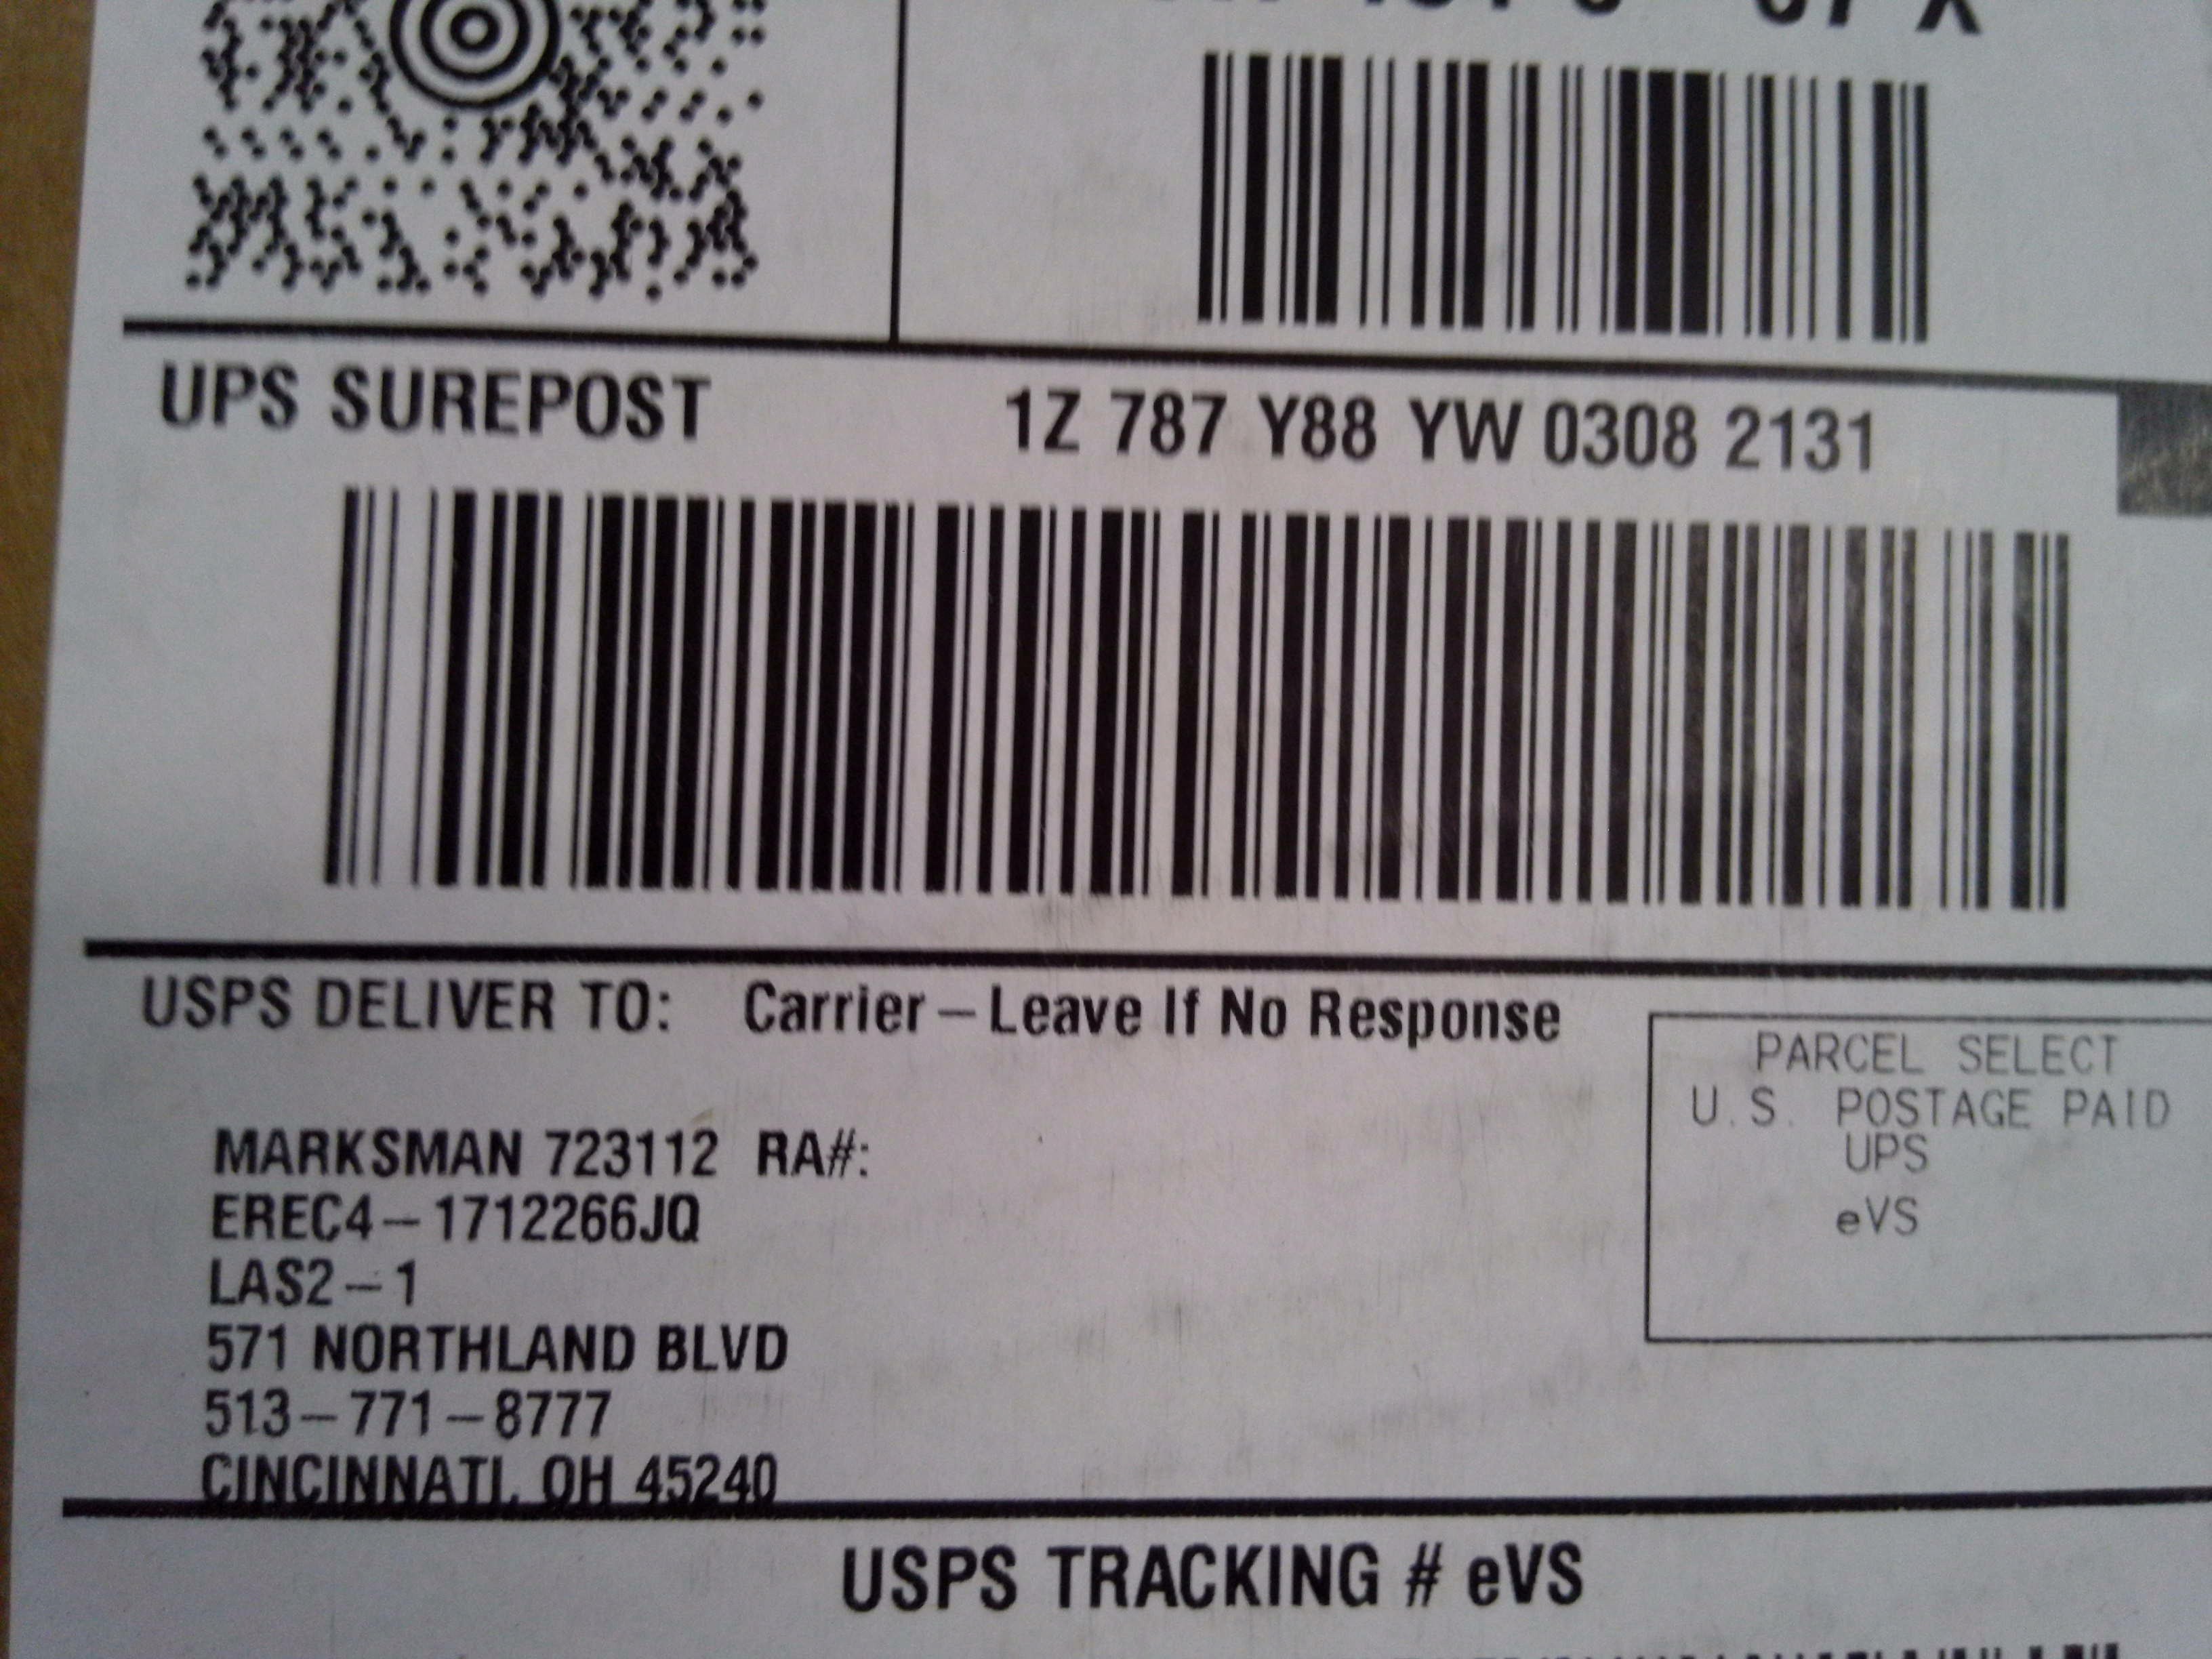 UPS SUREPOST
1Z 787 Y88 YW 0308 2131
USPS DELIVER TO: Carrier – Leave If No Response
PARCEL SELECT
U.S. POSTAGE PAID
UPS
eVS
MARKSMAN 723112 RA#:
EREC4 – 1712266JQ
LAS2 – 1
571 NORTHLAND BLVD
513 – 771 – 8777
CINCINNATI, OH 45240
USPS TRACKING # eVS